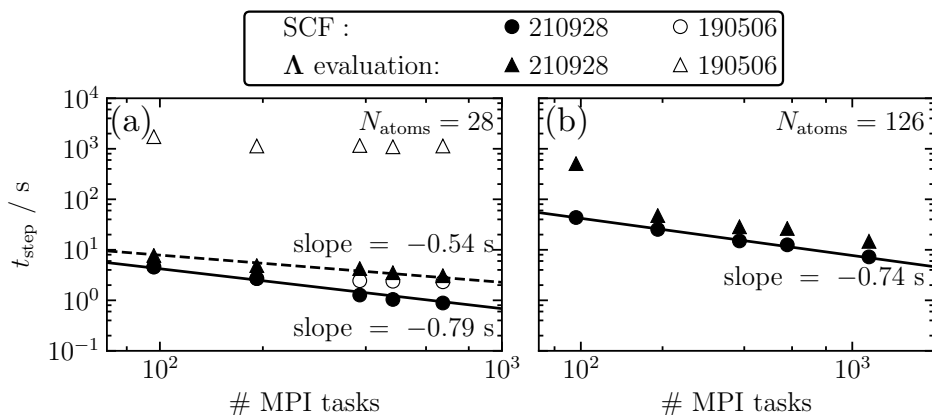 SCF : ● 210928 ○ 190506
Λ evaluation: ▲ 210928 △ 190506
(a) N_atoms = 28
(b) N_atoms = 126
t_step / s
10^4
10^3
10^2
10^1
10^0
10^−1
slope = −0.54 s
slope = −0.79 s
slope = −0.74 s
10^2 10^3
10^2 10^3
# MPI tasks
# MPI tasks